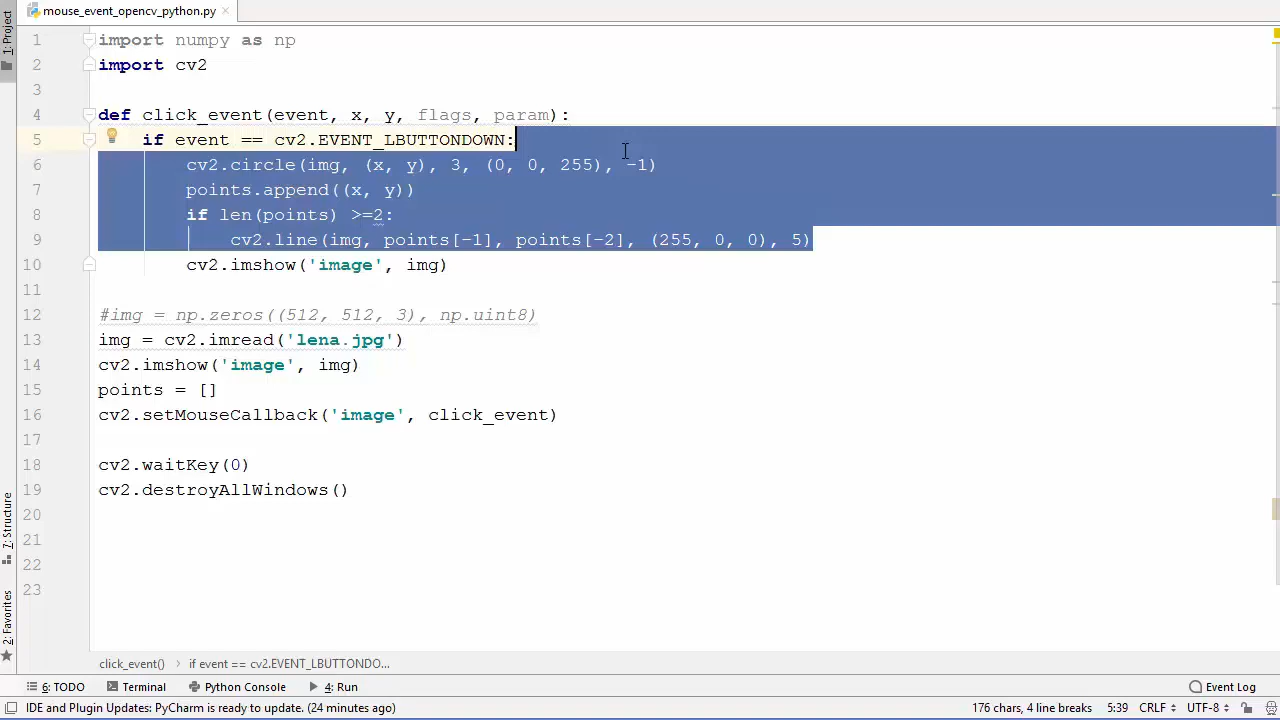 mouse_event_opencv_python.py
1: Project
7: Structure
2: Favorites
1 import numpy as np
2 import cv2
3
4 def click_event(event, x, y, flags, param):
5     if event == cv2.EVENT_LBUTTONDOWN:
6         cv2.circle(img, (x, y), 3, (0, 0, 255), -1)
7         points.append((x, y))
8         if len(points) >=2:
9             cv2.line(img, points[-1], points[-2], (255, 0, 0), 5)
10         cv2.imshow('image', img)
11
12 #img = np.zeros((512, 512, 3), np.uint8)
13 img = cv2.imread('lena.jpg')
14 cv2.imshow('image', img)
15 points = []
16 cv2.setMouseCallback('image', click_event)
17
18 cv2.waitKey(0)
19 cv2.destroyAllWindows()
20
21
22
23
click_event() if event == cv2.EVENT_LBUTTONDO...
6: TODO Terminal Python Console 4: Run Event Log
IDE and Plugin Updates: PyCharm is ready to update. (24 minutes ago) 176 chars, 4 line breaks 5:39 CRLF UTF-8